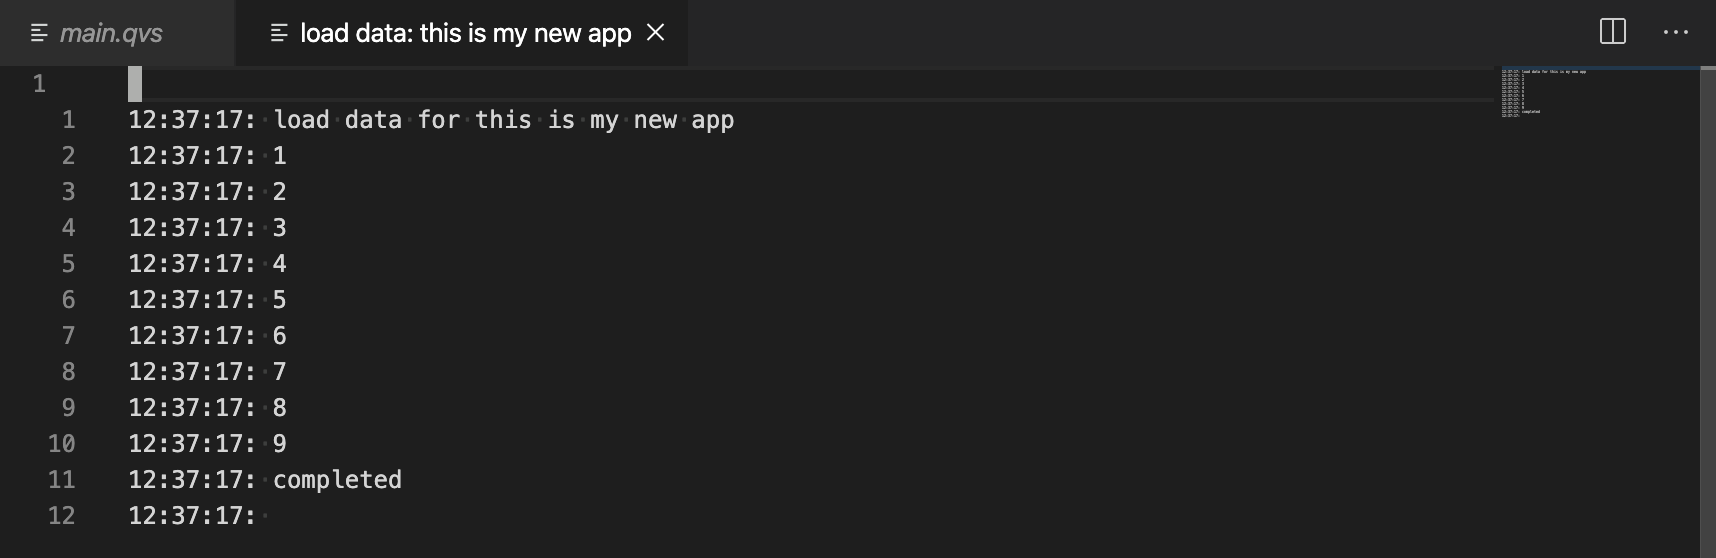 main.qvs
load data: this is my new app
1
1 12:37:17: load data for this is my new app
2 12:37:17: 1
3 12:37:17: 2
4 12:37:17: 3
5 12:37:17: 4
6 12:37:17: 5
7 12:37:17: 6
8 12:37:17: 7
9 12:37:17: 8
10 12:37:17: 9
11 12:37:17: completed
12 12:37:17: